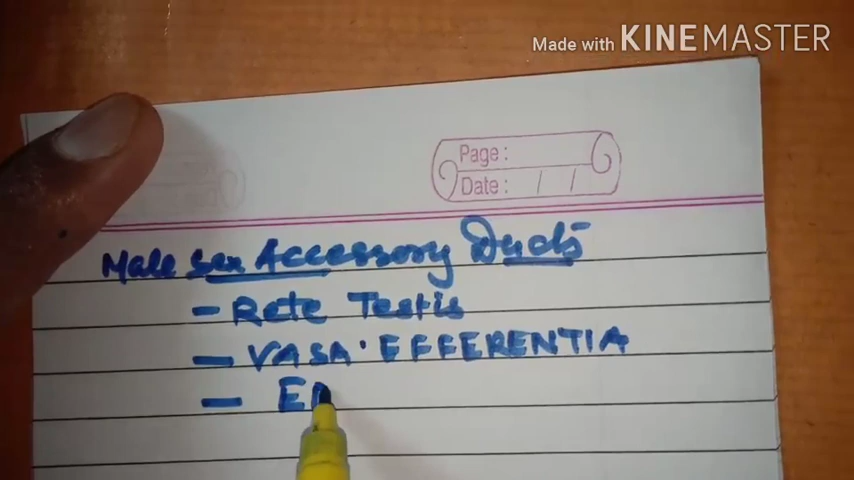 Made with KINEMASTER
Page :
Date : / /
Male Sex Accessory Ducts
- Rete Testis
- VASA. EFFERENTIA
- E